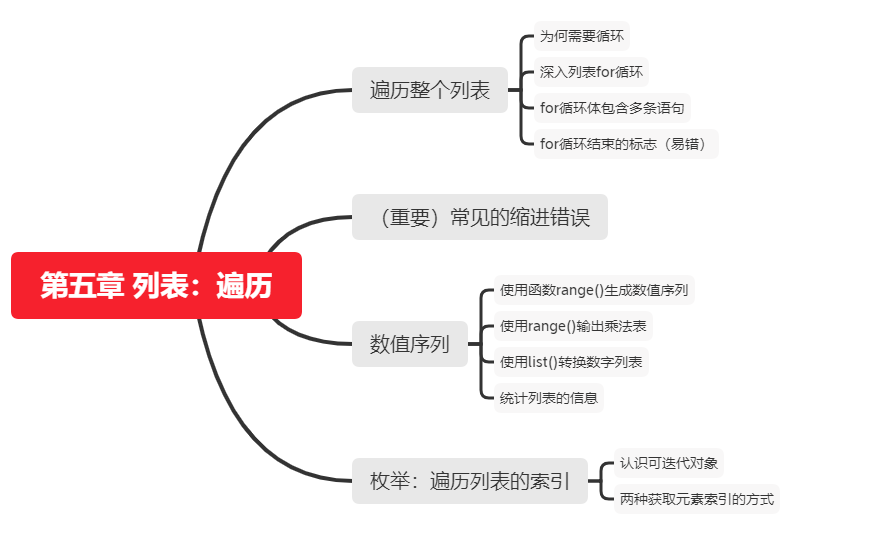 第五章 列表：遍历
遍历整个列表
为何需要循环
深入列表for循环
for循环体包含多条语句
for循环结束的标志（易错）
（重要）常见的缩进错误
数值序列
使用函数range()生成数值序列
使用range()输出乘法表
使用list()转换数字列表
统计列表的信息
枚举：遍历列表的索引
认识可迭代对象
两种获取元素索引的方式